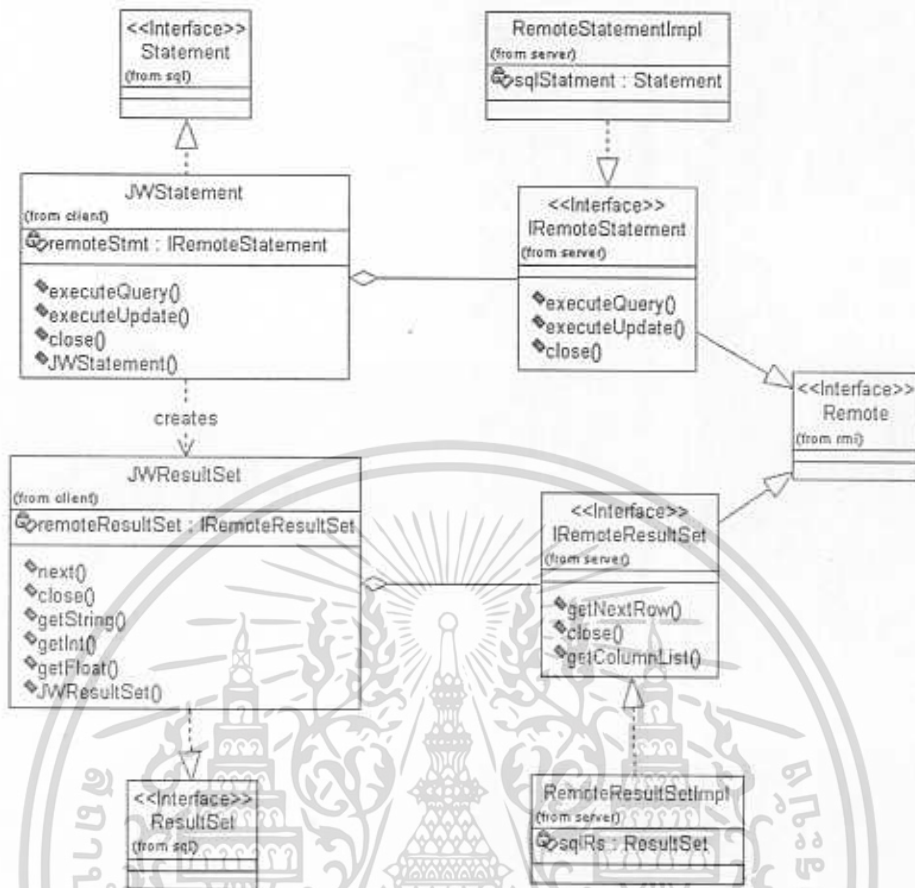 <<Interface>>
Statement
(from sql)
RemoteStatementImpl
(from server)
sqlStatment : Statement
JWStatement
(from client)
remoteStmt : IRemoteStatement
executeQuery()
executeUpdate()
close()
JWStatement()
<<Interface>>
IRemoteStatement
(from server)
executeQuery()
executeUpdate()
close()
<<Interface>>
Remote
(from rmi)
creates
JWResultSet
(from client)
remoteResultSet : IRemoteResultSet
next()
close()
getString()
getInt()
getFloat()
JWResultSet()
<<Interface>>
IRemoteResultSet
(from server)
getNextRow()
close()
getColumnList()
<<Interface>>
ResultSet
(from sql)
RemoteResultSetImpl
(from server)
sqlRs : ResultSet